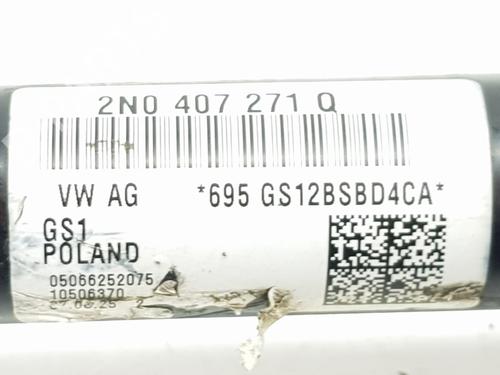 2N0 407 271 Q
VW AG *695 GS12BSBD4CA*
GS1
POLAND
05066252075
10506370